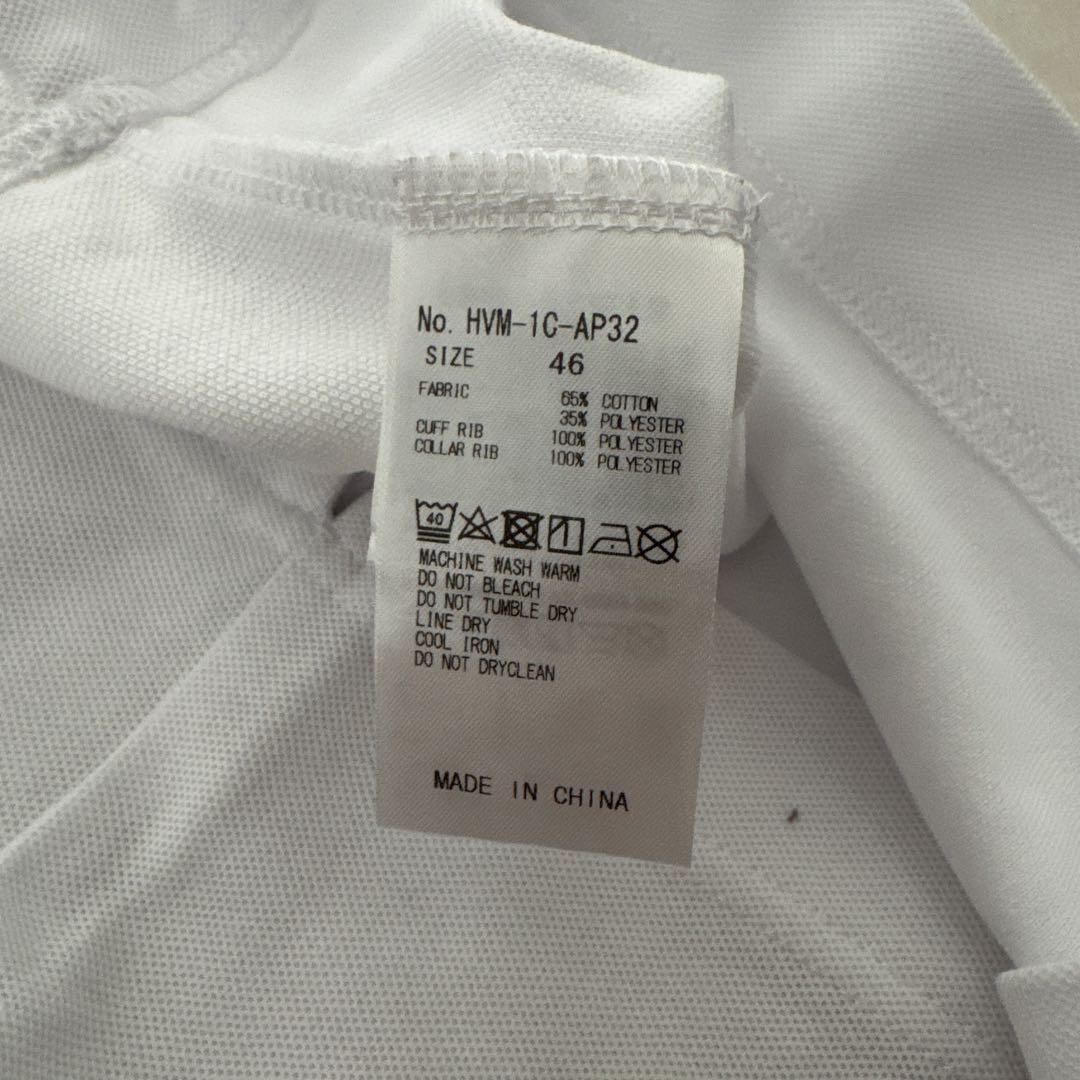 No. HVM-1C-AP32
SIZE 46
FABRIC 65% COTTON
35% POLYESTER
CUFF RIB 100% POLYESTER
COLLAR RIB 100% POLYESTER
40
MACHINE WASH WARM
DO NOT BLEACH
DO NOT TUMBLE DRY
LINE DRY
COOL IRON
DO NOT DRYCLEAN
MADE IN CHINA